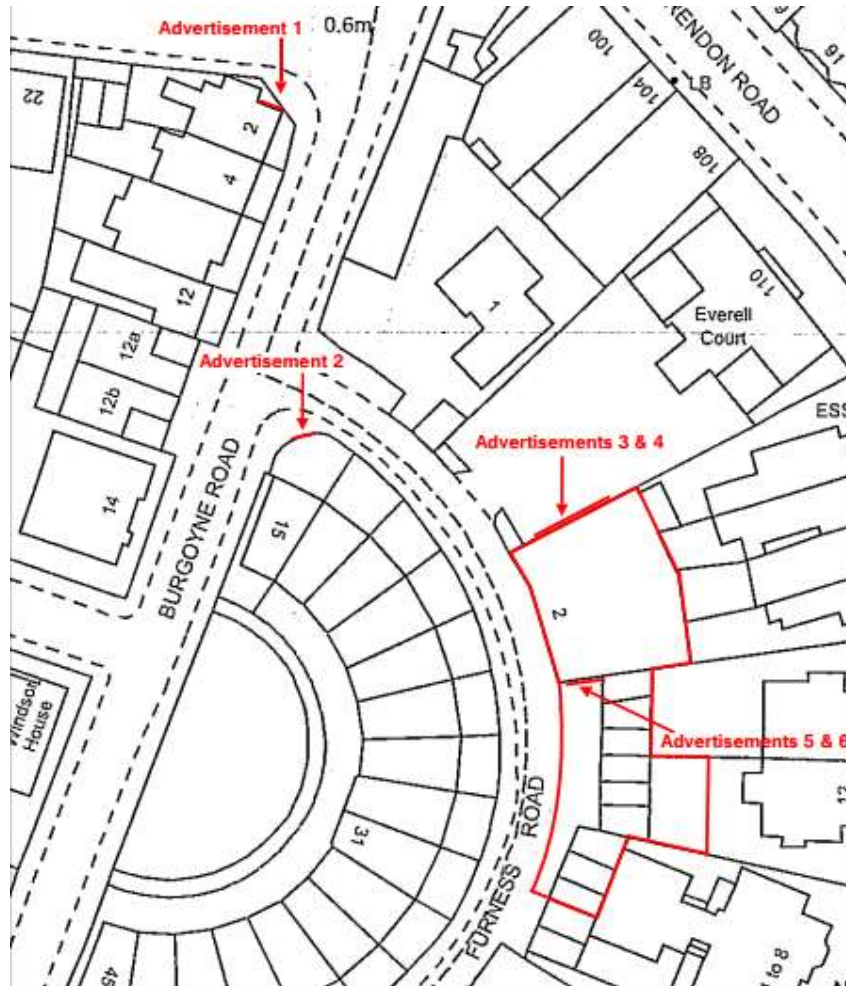 Advertisement 1
0.6m
22
2
4
12
12a
12b
14
100
104
LB
108
110
RENDON ROAD
16
1
Everell
Court
Advertisement 2
Advertisements 3 & 4
ESS
BURGOYNE ROAD
15
2
Windsor
House
Advertisements 5 & 6
31
FURNESS ROAD
45
1 to 8